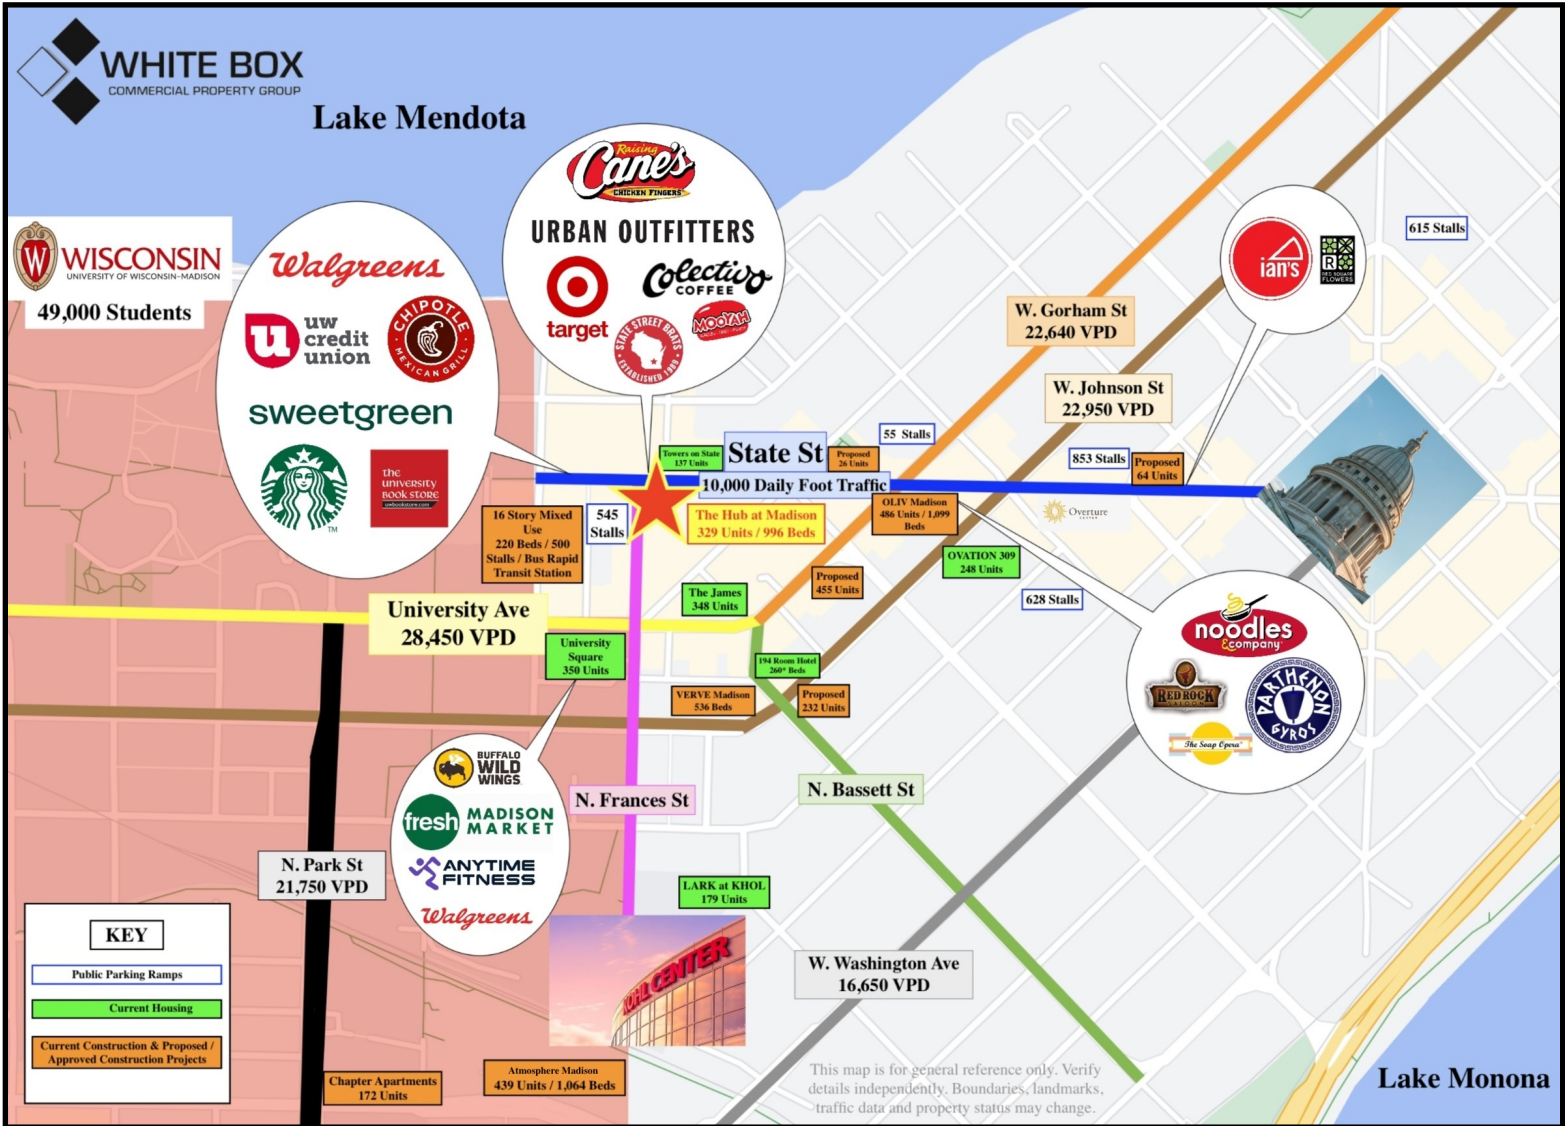 WHITE BOX
COMMERCIAL PROPERTY GROUP
Lake Mendota
WISCONSIN
UNIVERSITY OF WISCONSIN–MADISON
49,000 Students
Walgreens
uw
credit
union
CHIPOTLE
MEXICAN GRILL
sweetgreen
TM
THE
UNIVERSITY
BOOK STORE
uwbookstore.com
Raising
Cane's
CHICKEN FINGERS
URBAN OUTFITTERS
target
Colectivo
COFFEE
STATE STREET BRATS
ESTABLISHED 1989
MOOYAH
ian's
R
RED SQUARE
FLOWERS
615 Stalls
W. Gorham St
22,640 VPD
W. Johnson St
22,950 VPD
55 Stalls
853 Stalls
Proposed
64 Units
Towers on State
137 Units
State St
Proposed
26 Units
10,000 Daily Foot Traffic
16 Story Mixed
Use
220 Beds / 500
Stalls / Bus Rapid
Transit Station
545
Stalls
The Hub at Madison
329 Units / 996 Beds
OLIV Madison
486 Units / 1,099
Beds
Overture
CENTER
OVATION 309
248 Units
628 Stalls
Proposed
455 Units
The James
348 Units
University Ave
28,450 VPD
University
Square
350 Units
194 Room Hotel
260* Beds
VERVE Madison
536 Beds
Proposed
232 Units
noodles
&company
RED ROCK
SALOON
PARTHENON
GYROS
The Soap Opera
BUFFALO
WILD
WINGS
fresh
MADISON
MARKET
ANYTIME
FITNESS
Walgreens
N. Frances St
N. Bassett St
N. Park St
21,750 VPD
LARK at KHOL
179 Units
KOHL CENTER
W. Washington Ave
16,650 VPD
KEY
Public Parking Ramps
Current Housing
Current Construction & Proposed /
Approved Construction Projects
Chapter Apartments
172 Units
Atmosphere Madison
439 Units / 1,064 Beds
This map is for general reference only. Verify
details independently. Boundaries, landmarks,
traffic data and property status may change.
Lake Monona